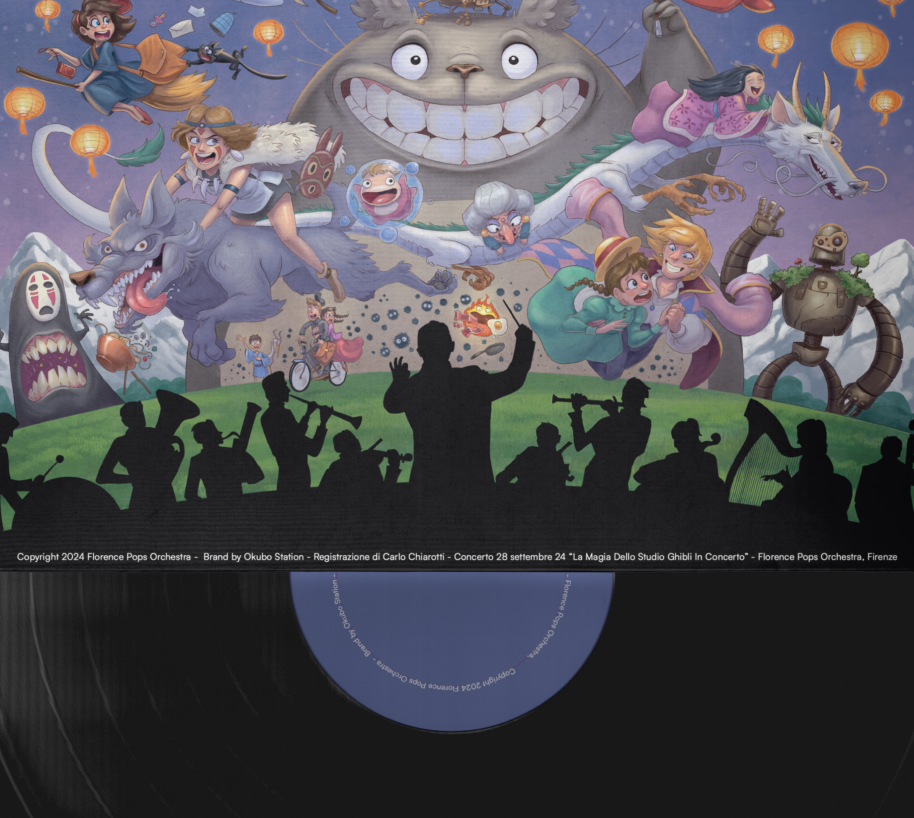 Copyright 2024 Florence Pops Orchestra - Brand by Okubo Station - Registrazione di Carlo Chiarotti - Concerto 28 settembre 24 “La Magia Dello Studio Ghibli In Concerto” - Florence Pops Orchestra, Firenze
- Florence Pops Orchestra, Copyright 2024 Florence Pops Orchestra - Brand by Okubo Station -